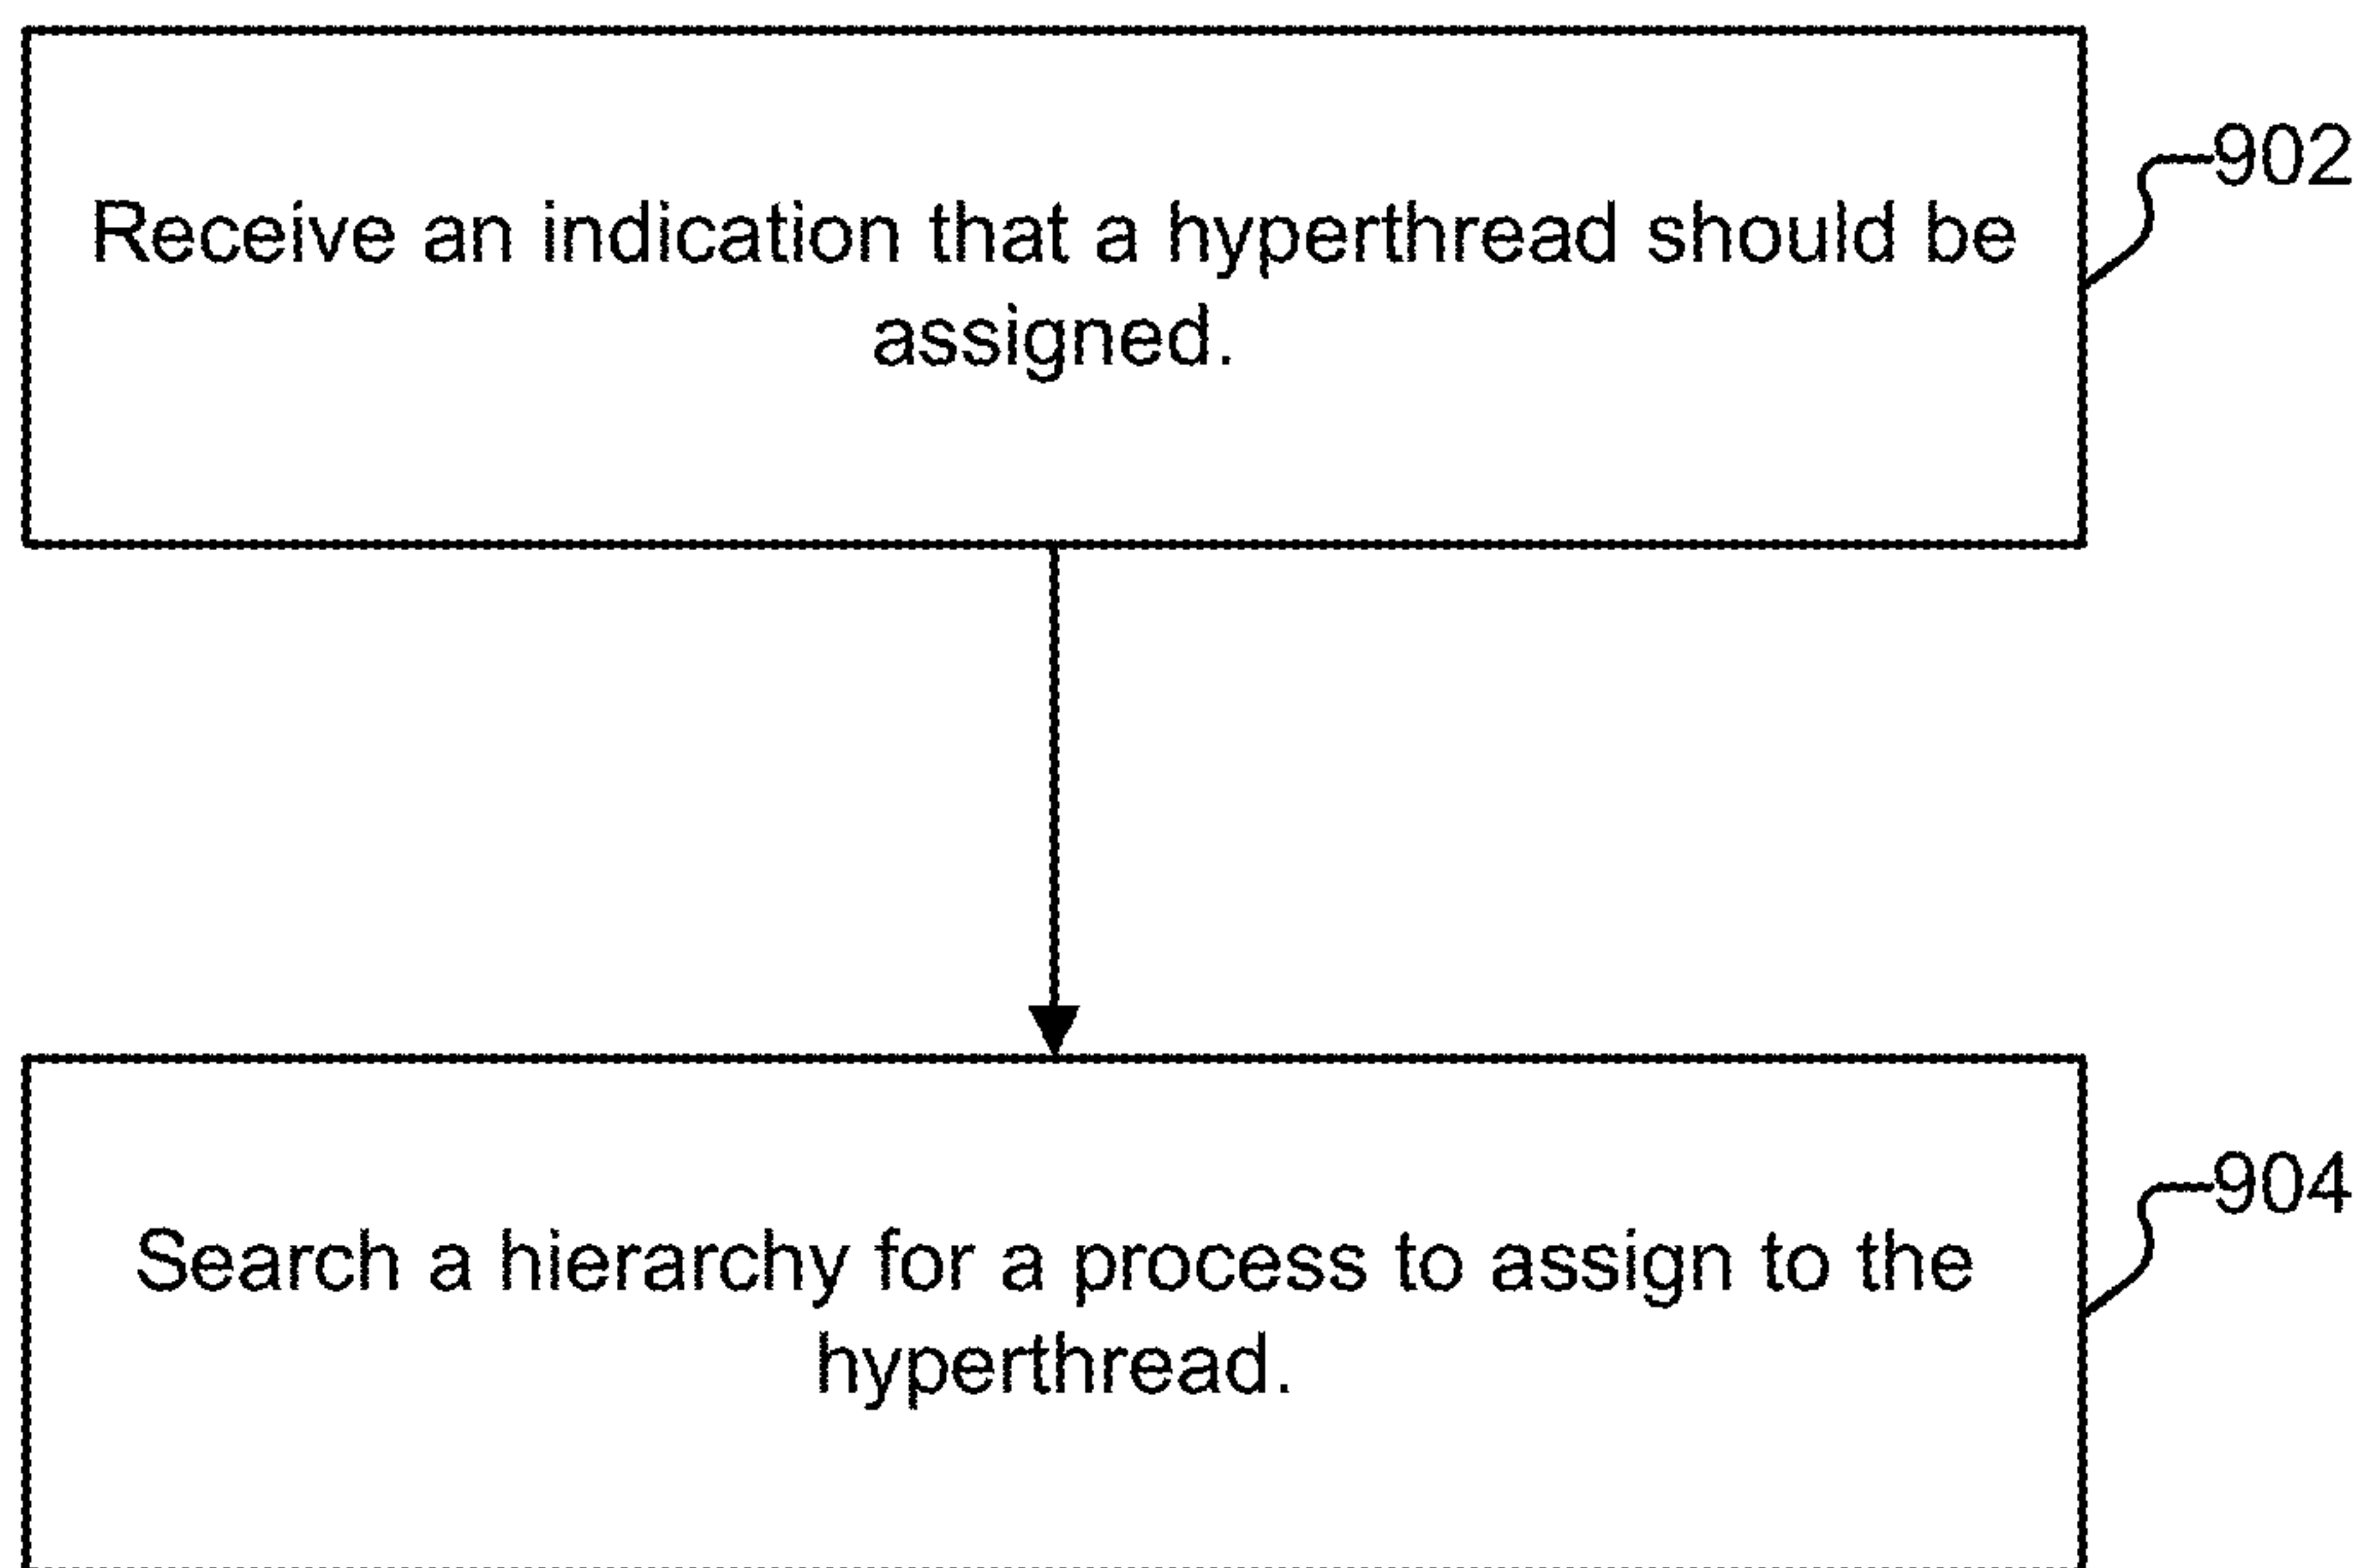 Receive an indication that a hyperthread should be
assigned.
902
Search a hierarchy for a process to assign to the
hyperthread.
904